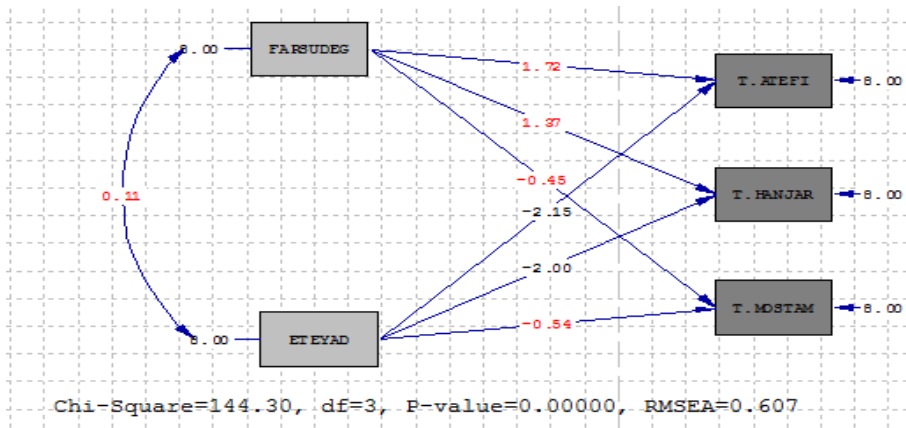 8.00 FARSUDEG
1.72
T.ATEFI 8.00
1.37
-0.45
0.11
T.HANJAR 8.00
-2.15
-2.00
T.MOSTAM 8.00
-0.54
8.00 ETEYAD
Chi-Square=144.30, df=3, P-value=0.00000, RMSEA=0.607